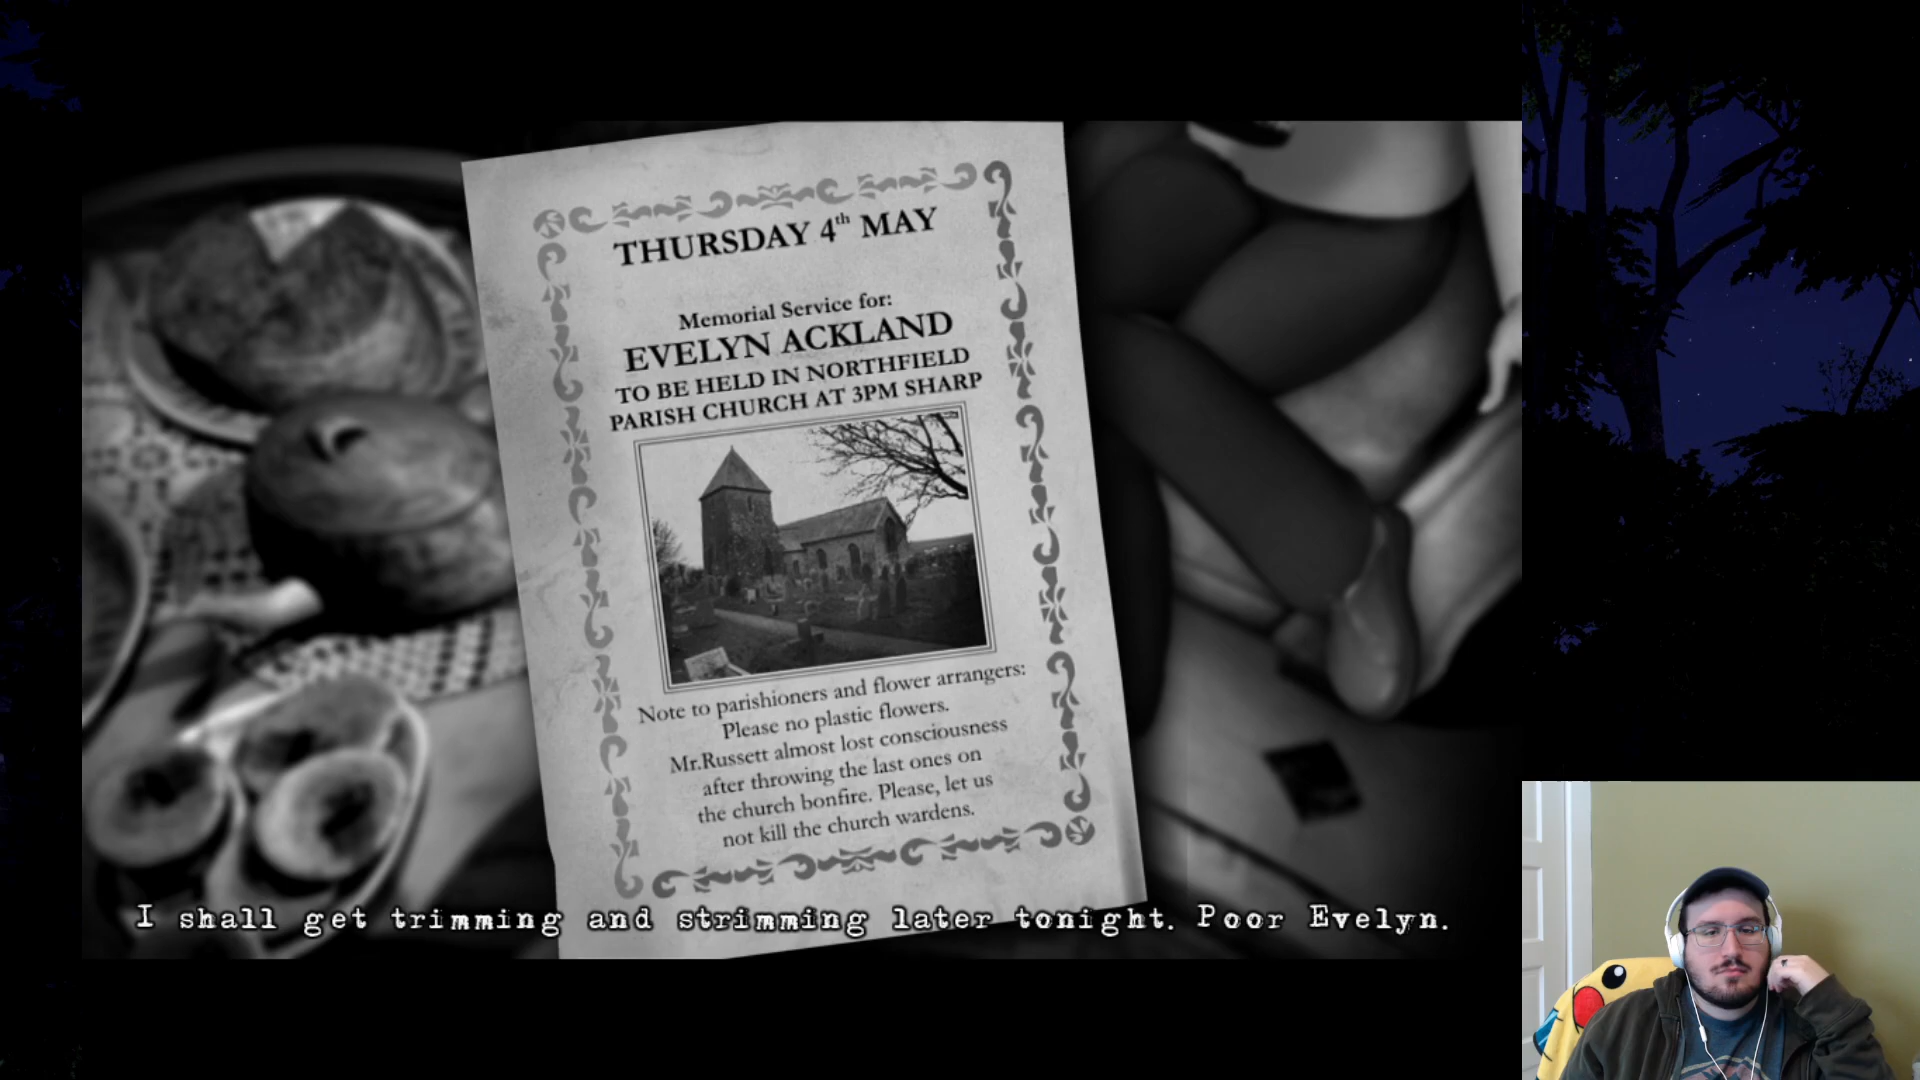 THURSDAY 4th MAY
Memorial Service for:
EVELYN ACKLAND
TO BE HELD IN NORTHFIELD
PARISH CHURCH AT 3PM SHARP
Note to parishioners and flower arrangers:
Please no plastic flowers.
Mr.Russett almost lost consciousness
after throwing the last ones on
the church bonfire. Please, let us
not kill the church wardens.
I shall get trimming and strimming later tonight. Poor Evelyn.